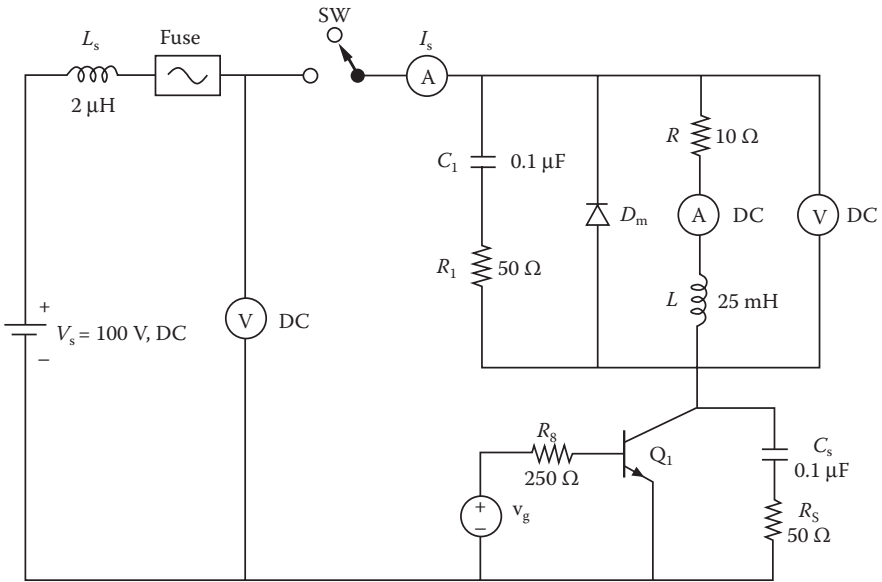 SW
L_s
Fuse
I_s
A
2 μH
C_1
0.1 μF
D_m
R
10 Ω
A
DC
V
DC
R_1
50 Ω
L
25 mH
+
V_s = 100 V, DC
–
V
DC
R_8
250 Ω
Q_1
C_s
0.1 μF
+
–
v_g
R_S
50 Ω